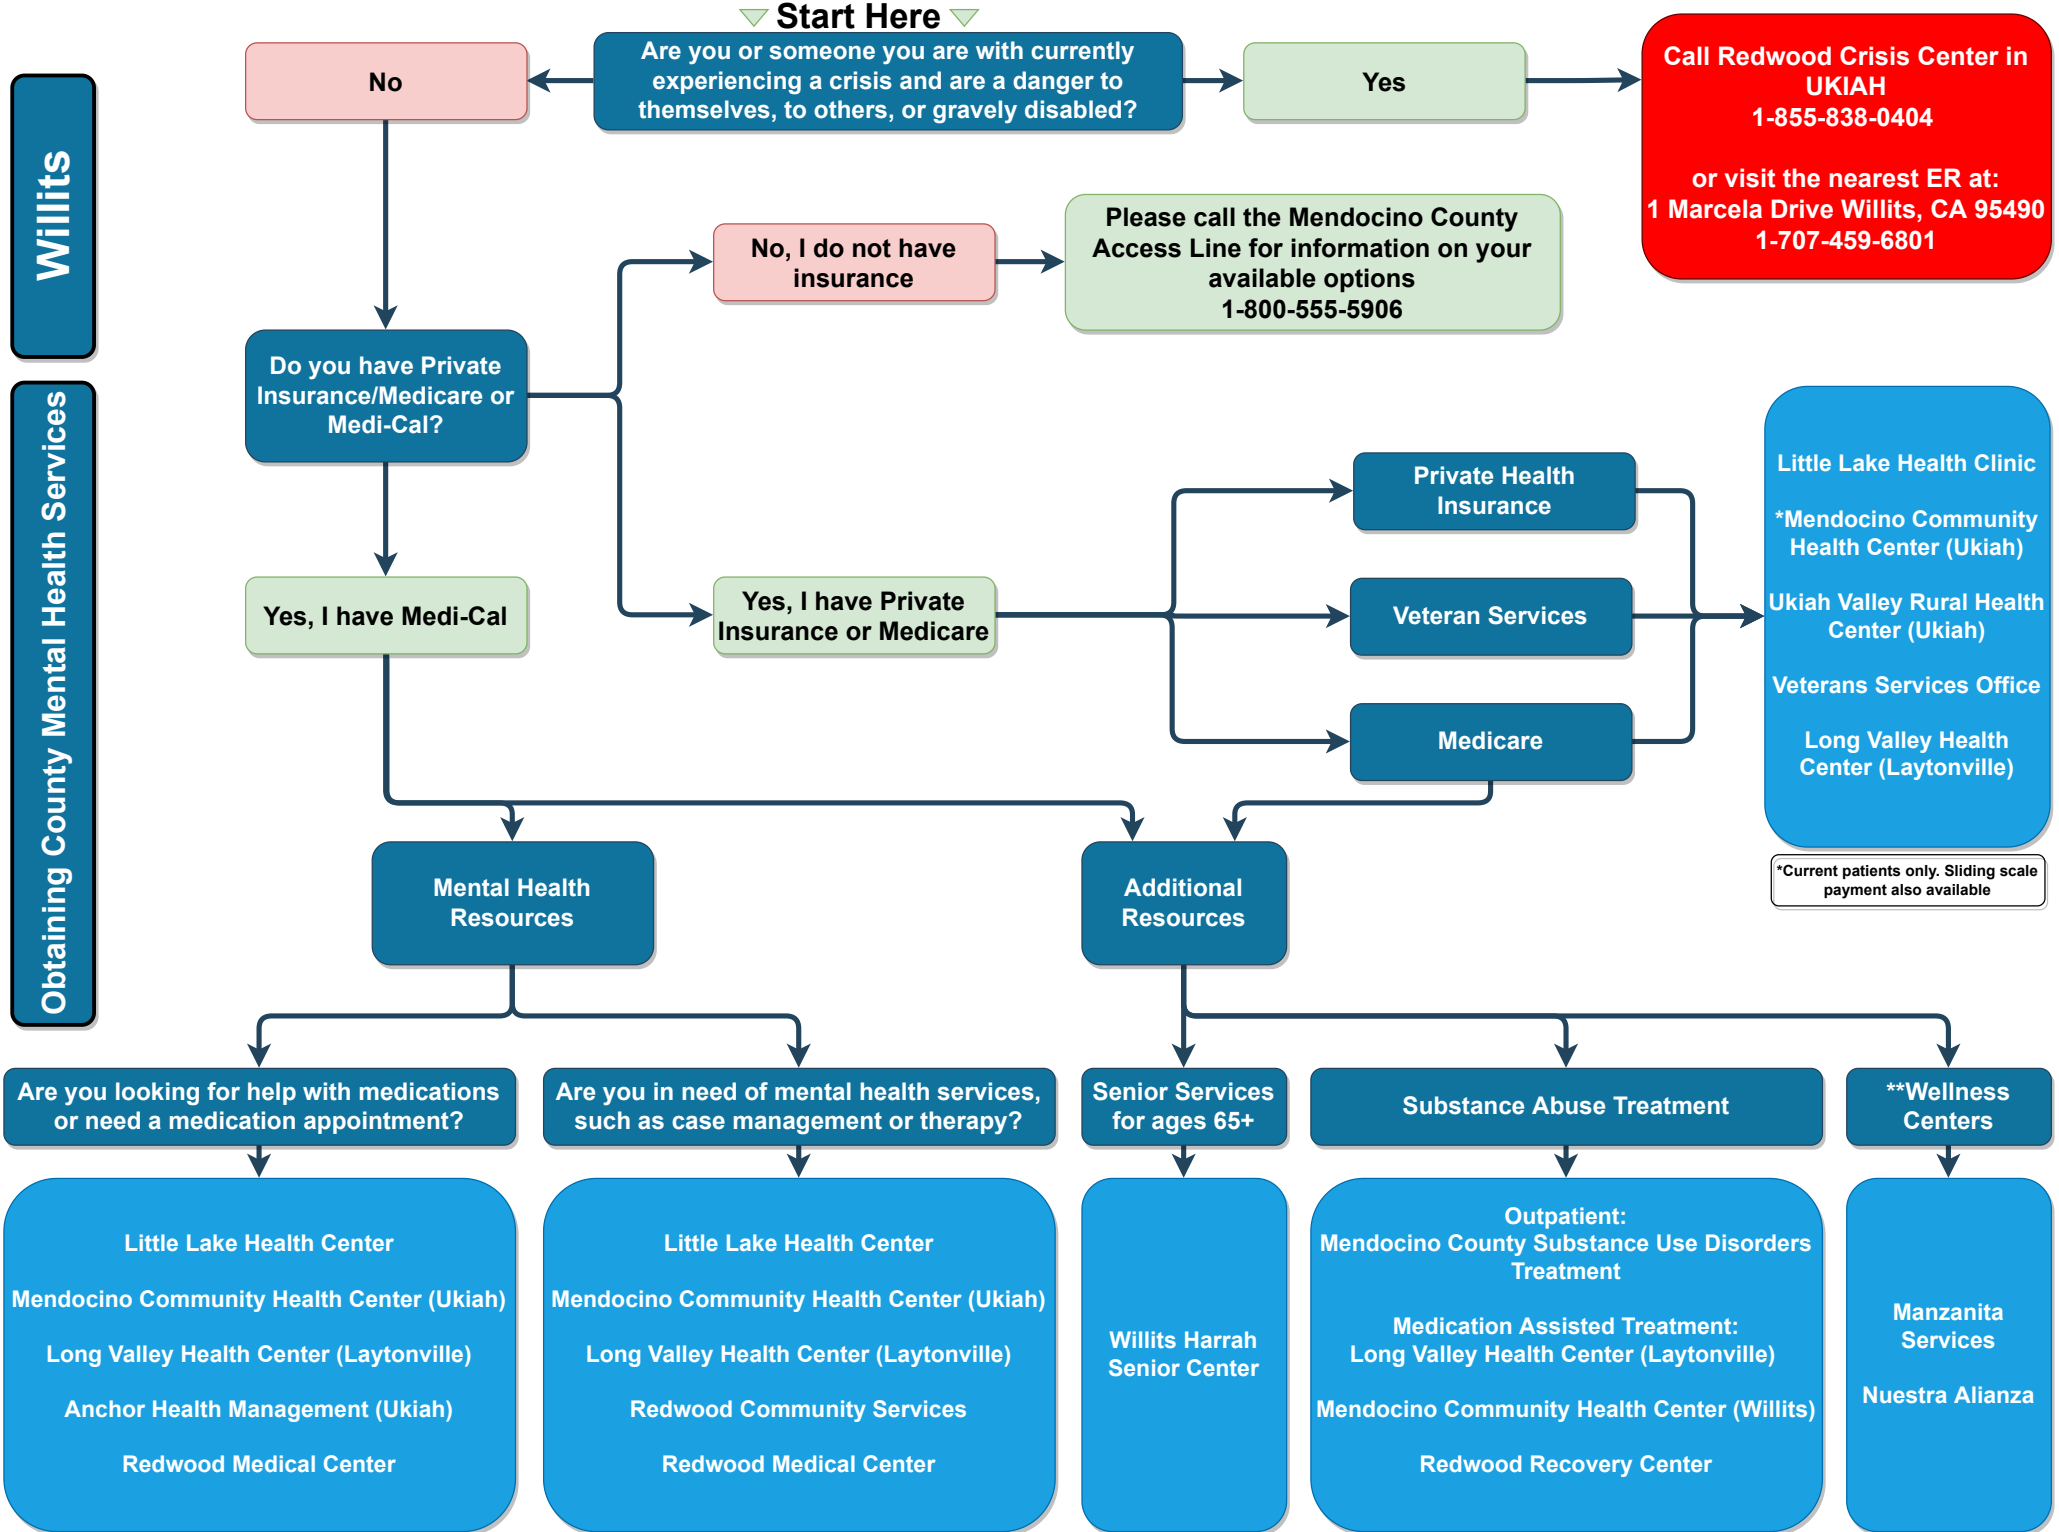 Start Here
Willits
Obtaining County Mental Health Services
Are you or someone you are with currently
experiencing a crisis and are a danger to
themselves, to others, or gravely disabled?
No
Yes
Call Redwood Crisis Center in
UKIAH
1-855-838-0404
or visit the nearest ER at:
1 Marcela Drive Willits, CA 95490
1-707-459-6801
No, I do not have
insurance
Please call the Mendocino County
Access Line for information on your
available options
1-800-555-5906
Do you have Private
Insurance/Medicare or
Medi-Cal?
Yes, I have Medi-Cal
Yes, I have Private
Insurance or Medicare
Private Health
Insurance
Veteran Services
Medicare
Little Lake Health Clinic
*Mendocino Community
Health Center (Ukiah)
Ukiah Valley Rural Health
Center (Ukiah)
Veterans Services Office
Long Valley Health
Center (Laytonville)
*Current patients only. Sliding scale
payment also available
Mental Health
Resources
Additional
Resources
Are you looking for help with medications
or need a medication appointment?
Are you in need of mental health services,
such as case management or therapy?
Senior Services
for ages 65+
Substance Abuse Treatment
**Wellness
Centers
Little Lake Health Center
Mendocino Community Health Center (Ukiah)
Long Valley Health Center (Laytonville)
Anchor Health Management (Ukiah)
Redwood Medical Center
Little Lake Health Center
Mendocino Community Health Center (Ukiah)
Long Valley Health Center (Laytonville)
Redwood Community Services
Redwood Medical Center
Willits Harrah
Senior Center
Outpatient:
Mendocino County Substance Use Disorders
Treatment
Medication Assisted Treatment:
Long Valley Health Center (Laytonville)
Mendocino Community Health Center (Willits)
Redwood Recovery Center
Manzanita
Services
Nuestra Alianza